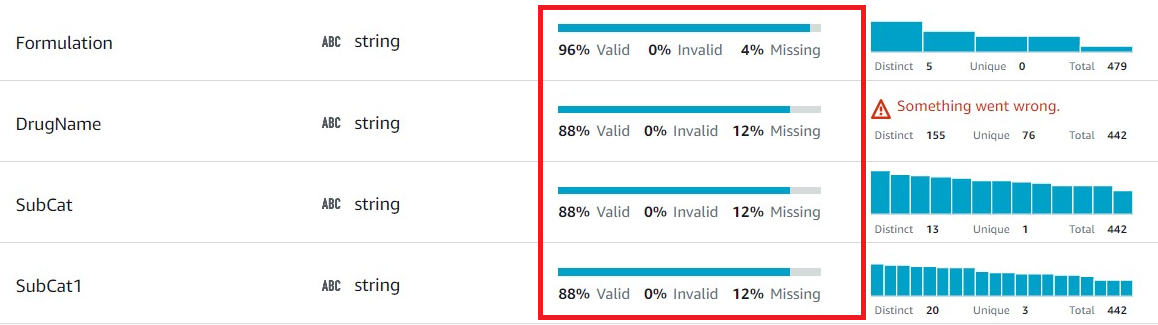 Formulation ABC string 96% Valid 0% Invalid 4% Missing
Distinct 5 Unique 0 Total 479
DrugName ABC string 88% Valid 0% Invalid 12% Missing Something went wrong.
Distinct 155 Unique 76 Total 442
SubCat ABC string 88% Valid 0% Invalid 12% Missing
Distinct 13 Unique 1 Total 442
SubCat1 ABC string 88% Valid 0% Invalid 12% Missing
Distinct 20 Unique 3 Total 442